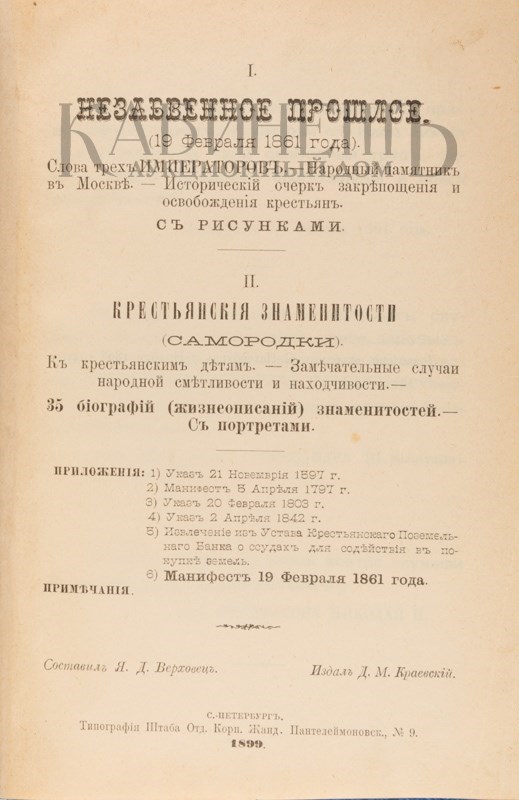 I.
НЕЗАБВЕННОЕ ПРОШЛОЕ.
КАБИНЕТЪ
(19 Февраля 1861 года).
АУКЦИОННЫЙ ДОМ
Слова трехъ ИМПЕРАТОРОВЪ. — Народный памятникъ
въ Москвѣ. — Историческій очеркъ закрѣпощенія и
освобожденія крестьянъ.
СЪ РИСУНКАМИ.
II.
КРЕСТЬЯНСКІЯ ЗНАМЕНИТОСТИ
(САМОРОДКИ).
Къ крестьянскимъ дѣтямъ. — Замѣчательные случаи
народной смѣтливости и находчивости.—
35 біографій (жизнеописаній) знаменитостей.—
Съ портретами.
ПРИЛОЖЕНІЯ: 1) Указъ 21 Ноемврія 1597 г.
2) Манифестъ 5 Апрѣля 1797 г.
3) Указъ 20 Февраля 1803 г.
4) Указъ 2 Апрѣля 1842 г.
5) Извлеченіе изъ Устава Крестьянскаго Поземель-
наго Банка о ссудахъ для содѣйствія въ по-
купкѣ земель.
6) Манифестъ 19 Февраля 1861 года.
ПРИМѢЧАНІЯ.
Составилъ Я. Д. Верховецъ. Издалъ Д. М. Краевскій.
С.-ПЕТЕРБУРГЪ.
Типографія Штаба Отд. Корп. Жанд. Пантелеймоновск., № 9.
1899.